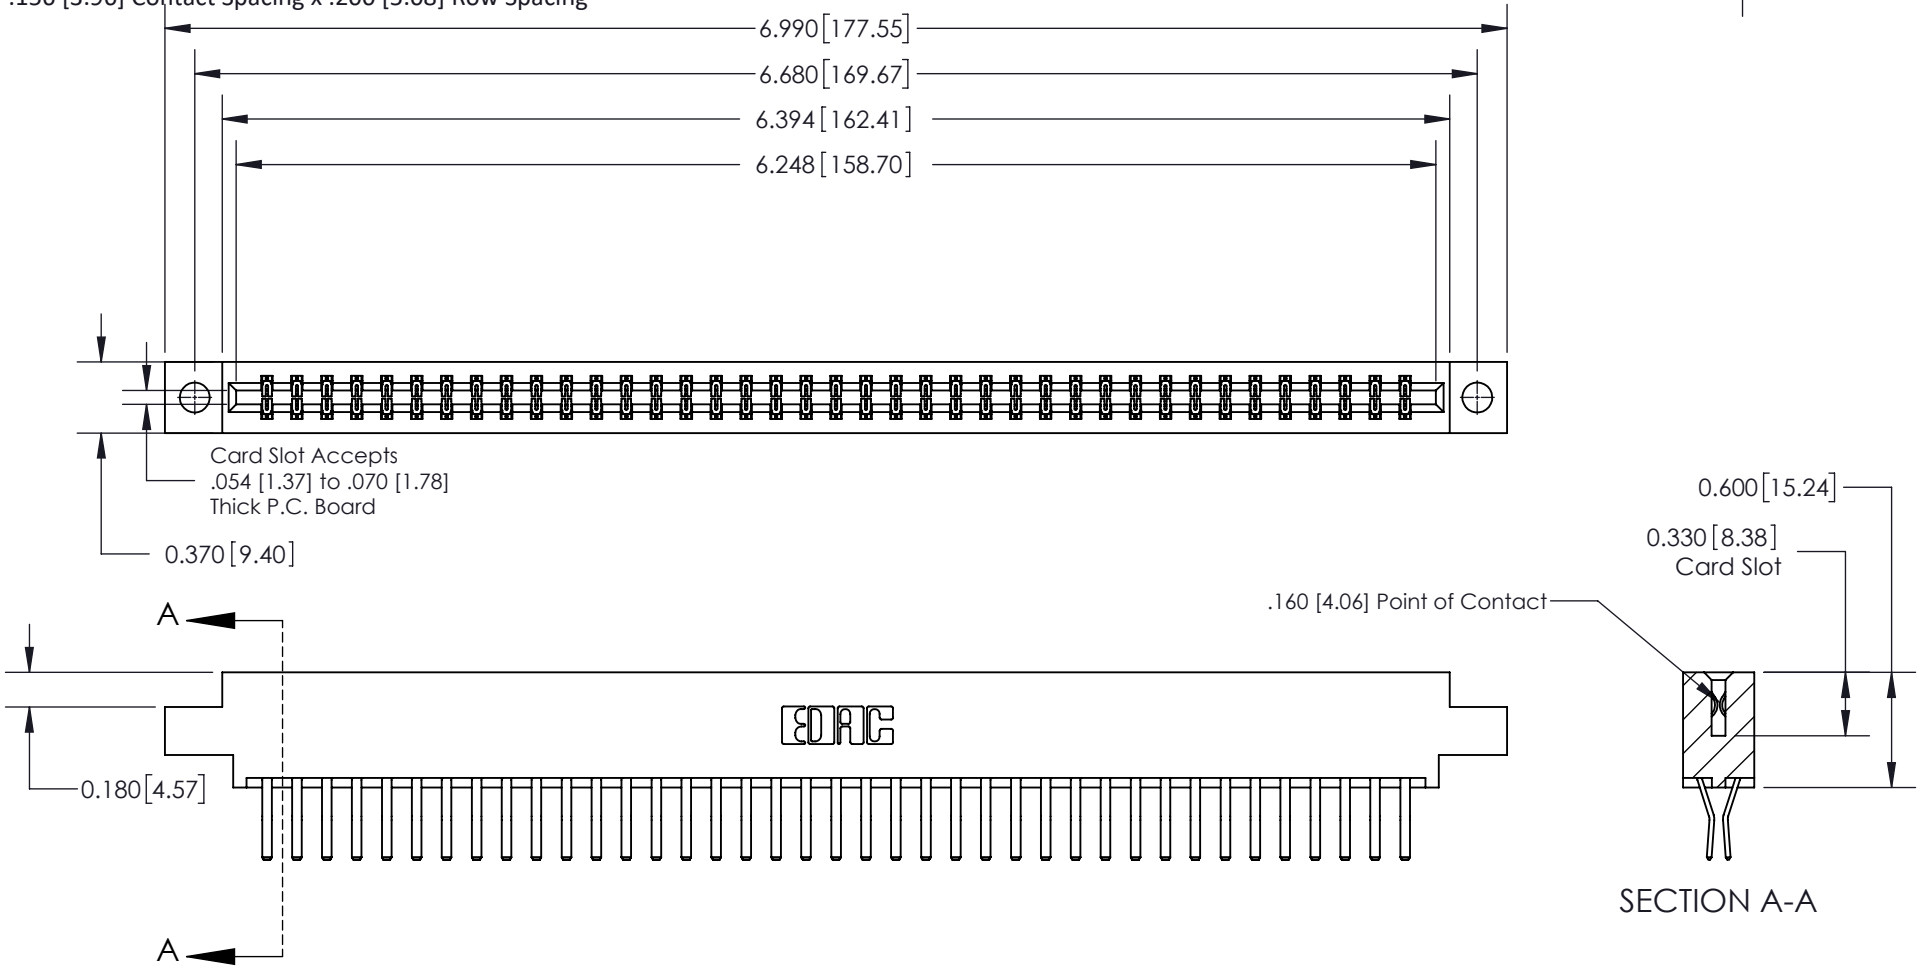 .156 [3.96] Contact Spacing x .200 [5.08] Row Spacing
6.990 [177.55]
6.680 [169.67]
6.394 [162.41]
6.248 [158.70]
Card Slot Accepts
.054 [1.37] to .070 [1.78]
Thick P.C. Board
0.370 [9.40]
0.600 [15.24]
0.330 [8.38]
Card Slot
.160 [4.06] Point of Contact
A
EDAC
0.180 [4.57]
SECTION A-A
A